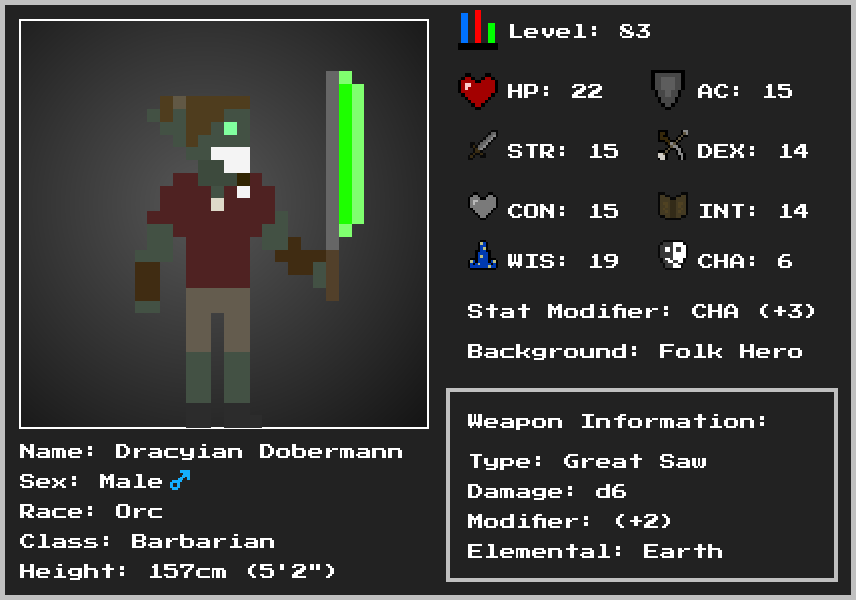 Level: 83
HP: 22 AC: 15
STR: 15 DEX: 14
CON: 15 INT: 14
WIS: 19 CHA: 6
Stat Modifier: CHA (+3)
Background: Folk Hero
Weapon Information:
Type: Great Saw
Damage: d6
Modifier: (+2)
Elemental: Earth
Name: Dracyian Dobermann
Sex: Male ♂
Race: Orc
Class: Barbarian
Height: 157cm (5'2")